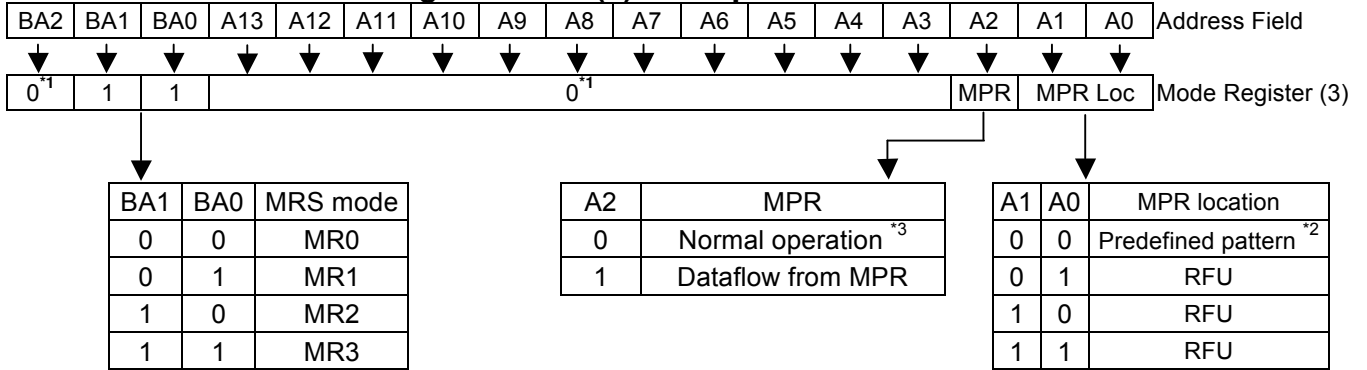 BA2 BA1 BA0 A13 A12 A11 A10 A9 A8 A7 A6 A5 A4 A3 A2 A1 A0 Address Field
0*1 1 1 0*1 MPR MPR Loc Mode Register (3)
BA1 BA0 MRS mode
0 0 MR0
0 1 MR1
1 0 MR2
1 1 MR3
A2 MPR
0 Normal operation *3
1 Dataflow from MPR
A1 A0 MPR location
0 0 Predefined pattern *2
0 1 RFU
1 0 RFU
1 1 RFU